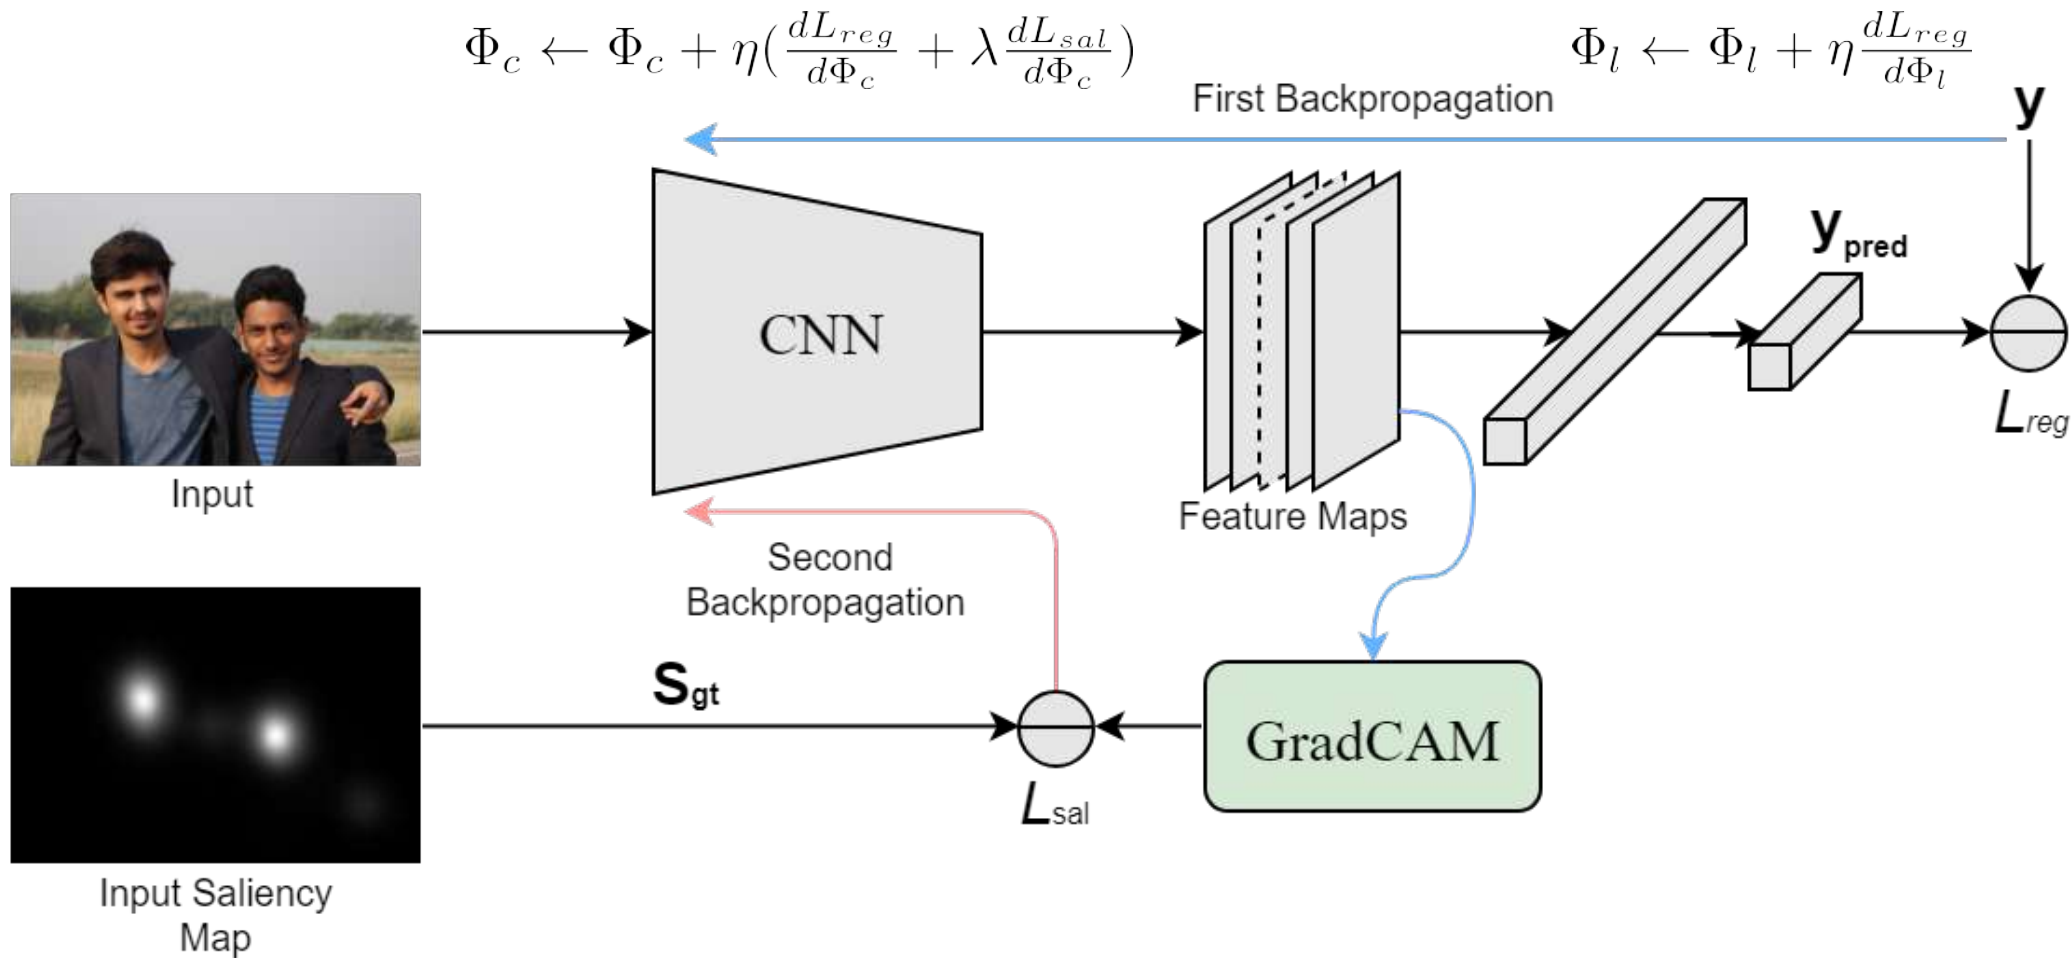 Φ_c ← Φ_c + η(dL_reg/dΦ_c + λ dL_sal/dΦ_c)
Φ_l ← Φ_l + η dL_reg/dΦ_l
First Backpropagation
y
CNN
y_pred
L_reg
Input
Feature Maps
Second
Backpropagation
S_gt
GradCAM
L_sal
Input Saliency
Map